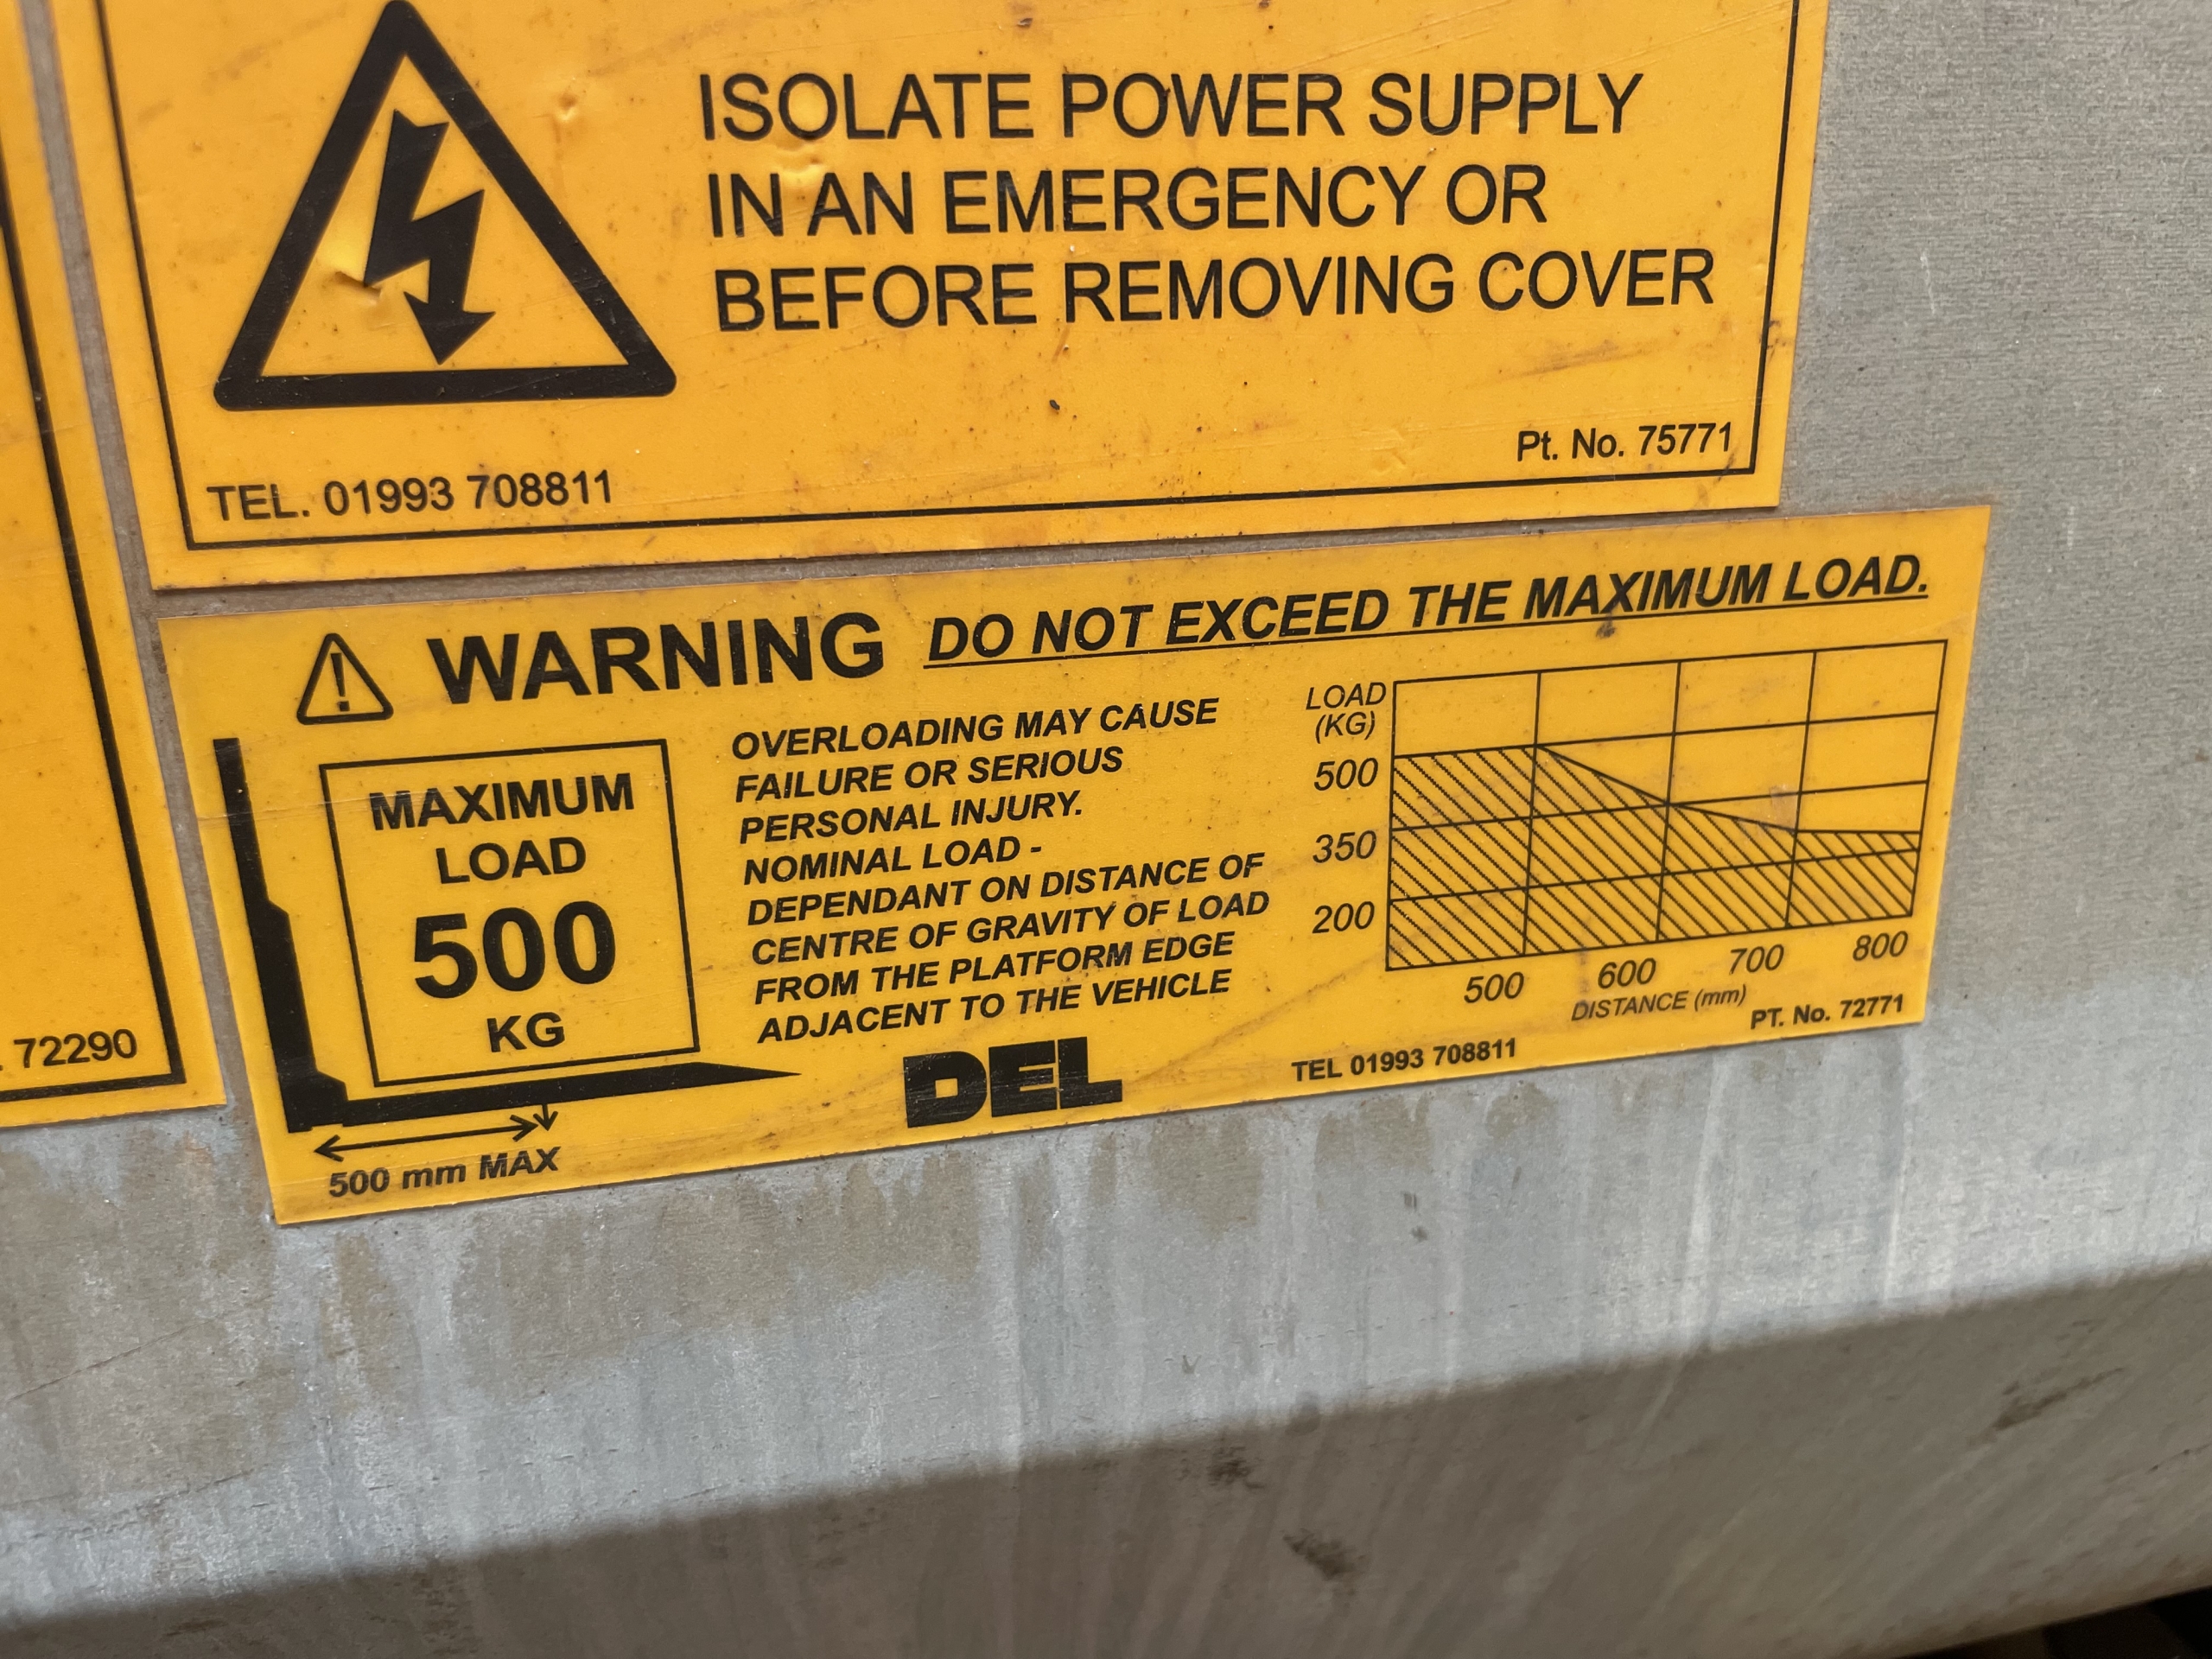 ISOLATE POWER SUPPLY
IN AN EMERGENCY OR
BEFORE REMOVING COVER
TEL. 01993 708811
Pt. No. 75771
72290
WARNING DO NOT EXCEED THE MAXIMUM LOAD.
MAXIMUM
LOAD
500
KG
500 mm MAX
OVERLOADING MAY CAUSE
FAILURE OR SERIOUS
PERSONAL INJURY.
NOMINAL LOAD -
DEPENDANT ON DISTANCE OF
CENTRE OF GRAVITY OF LOAD
FROM THE PLATFORM EDGE
ADJACENT TO THE VEHICLE
DEL
LOAD
(KG)
500
350
200
500 600 700 800
DISTANCE (mm)
PT. No. 72771
TEL 01993 708811